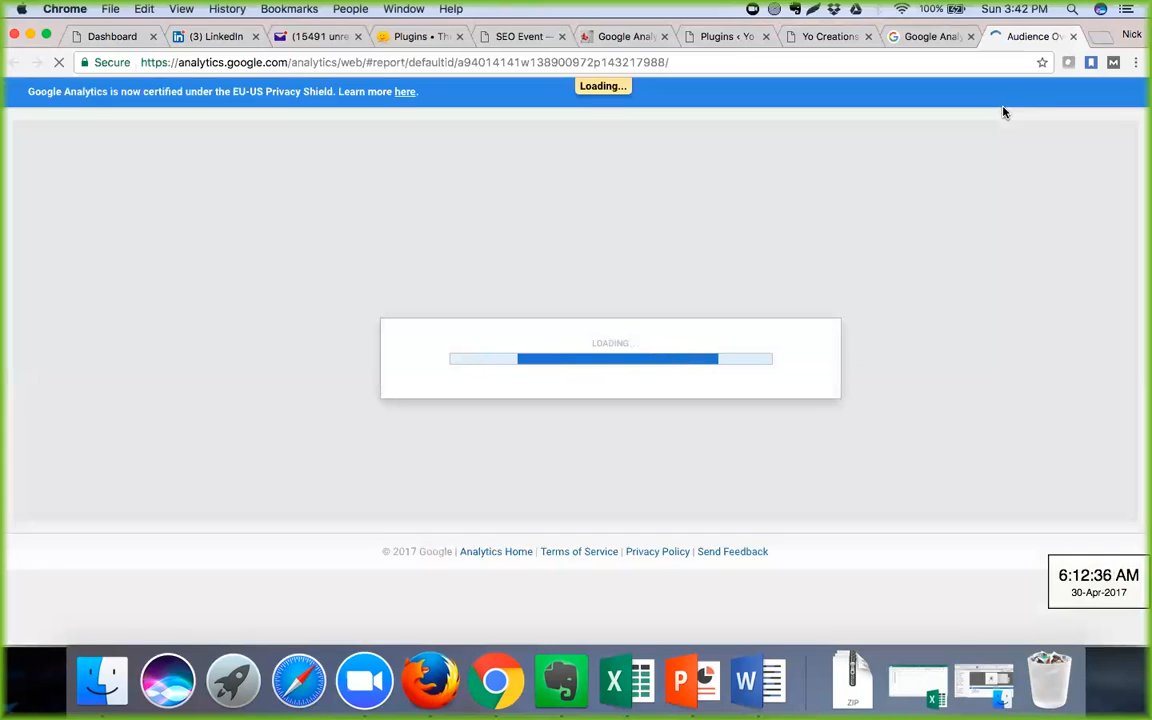 Chrome File Edit View History Bookmarks People Window Help 100% Sun 3:42 PM
Dashboard (3) LinkedIn (15491 unre Plugins • Th SEO Event — Google Analy Plugins ‹ Yo Yo Creations Google Analy Audience Ov Nick
Secure https://analytics.google.com/analytics/web/#report/defaultid/a94014141w138900972p143217988/
Loading...
Google Analytics is now certified under the EU-US Privacy Shield. Learn more here.
LOADING...
© 2017 Google | Analytics Home | Terms of Service | Privacy Policy | Send Feedback
6:12:36 AM
30-Apr-2017
ZIP